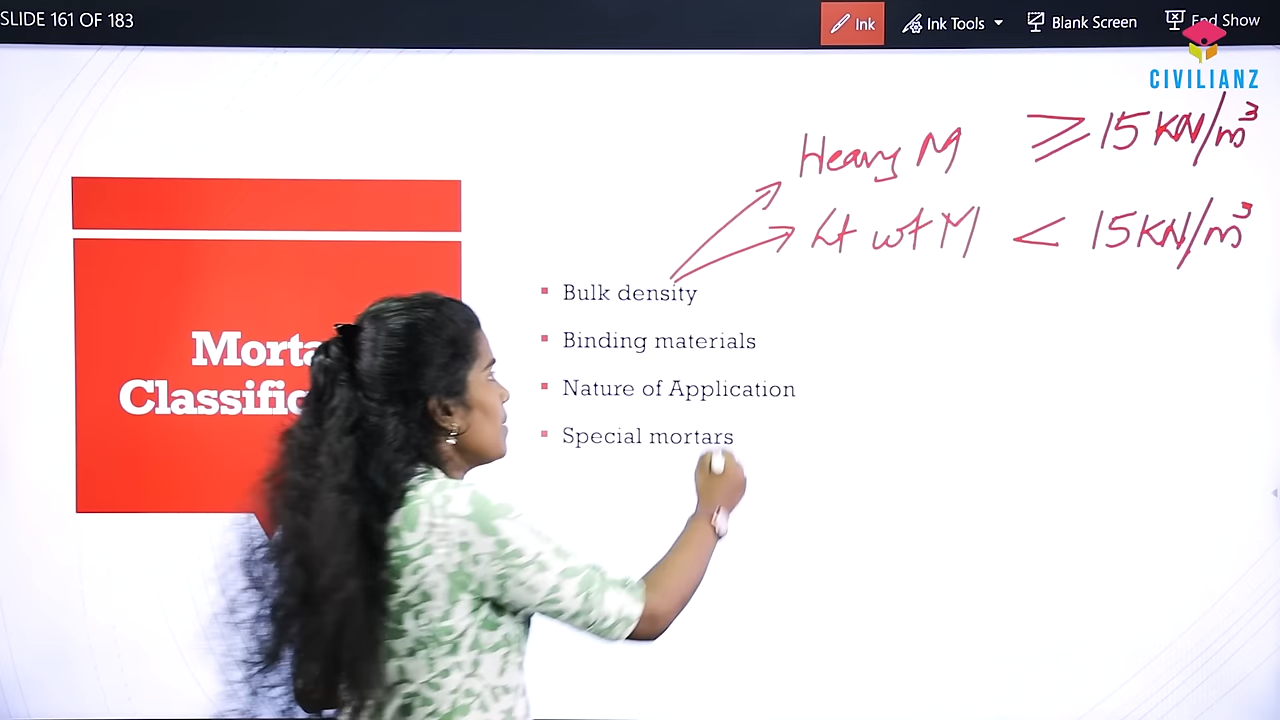 SLIDE 161 OF 183
Ink
Ink Tools
Blank Screen
End Show
CIVILIANZ
Heavy M ≥ 15 KN/m³
Lt wt M < 15 KN/m³
Bulk density
Binding materials
Nature of Application
Special mortars